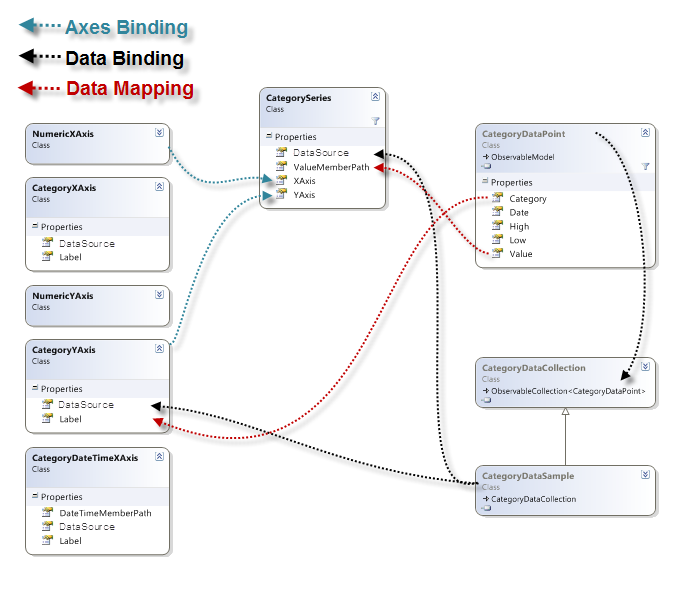 Axes Binding
Data Binding
Data Mapping
CategorySeries
Class
Properties
DataSource
ValueMemberPath
XAxis
YAxis
NumericXAxis
Class
CategoryXAxis
Class
Properties
DataSource
Label
NumericYAxis
Class
CategoryYAxis
Class
Properties
DataSource
Label
CategoryDateTimeXAxis
Class
Properties
DateTimeMemberPath
DataSource
Label
CategoryDataPoint
Class
ObservableModel
Properties
Category
Date
High
Low
Value
CategoryDataCollection
Class
ObservableCollection<CategoryDataPoint>
CategoryDataSample
Class
CategoryDataCollection